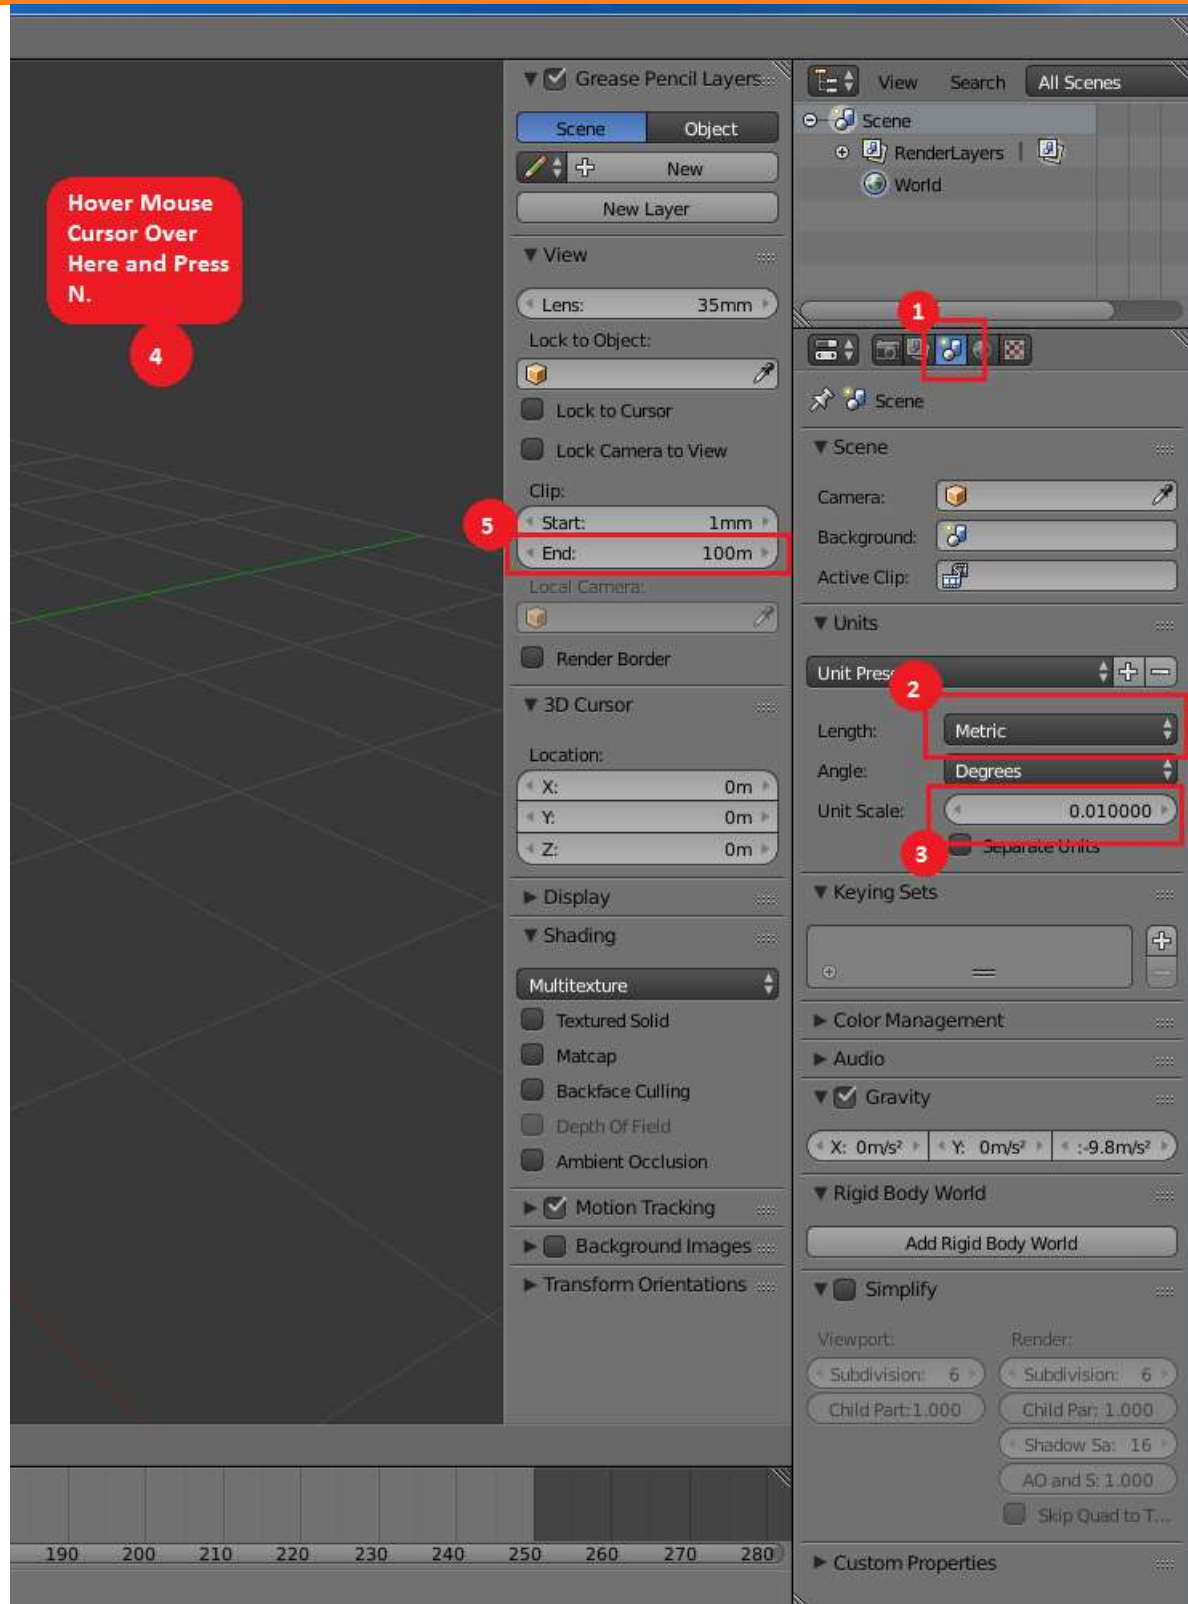 Hover Mouse
Cursor Over
Here and Press
N.
4
Grease Pencil Layers
Scene Object
New
New Layer
View
Lens: 35mm
Lock to Object:
Lock to Cursor
Lock Camera to View
Clip:
5
Start: 1mm
End: 100m
Local Camera:
Render Border
3D Cursor
Location:
X: 0m
Y: 0m
Z: 0m
Display
Shading
Multitexture
Textured Solid
Matcap
Backface Culling
Depth Of Field
Ambient Occlusion
Motion Tracking
Background Images
Transform Orientations
View Search All Scenes
Scene
RenderLayers |
World
1
Scene
Scene
Camera:
Background:
Active Clip:
Units
Unit Pres
2
Length: Metric
Angle: Degrees
Unit Scale: 0.010000
3
Separate Units
Keying Sets
Color Management
Audio
Gravity
X: 0m/s² Y: 0m/s² :-9.8m/s²
Rigid Body World
Add Rigid Body World
Simplify
Viewport: Render:
Subdivision: 6 Subdivision: 6
Child Part:1.000 Child Par: 1.000
Shadow Sa: 16
AO and S: 1.000
Skip Quad to T...
Custom Properties
190 200 210 220 230 240 250 260 270 280